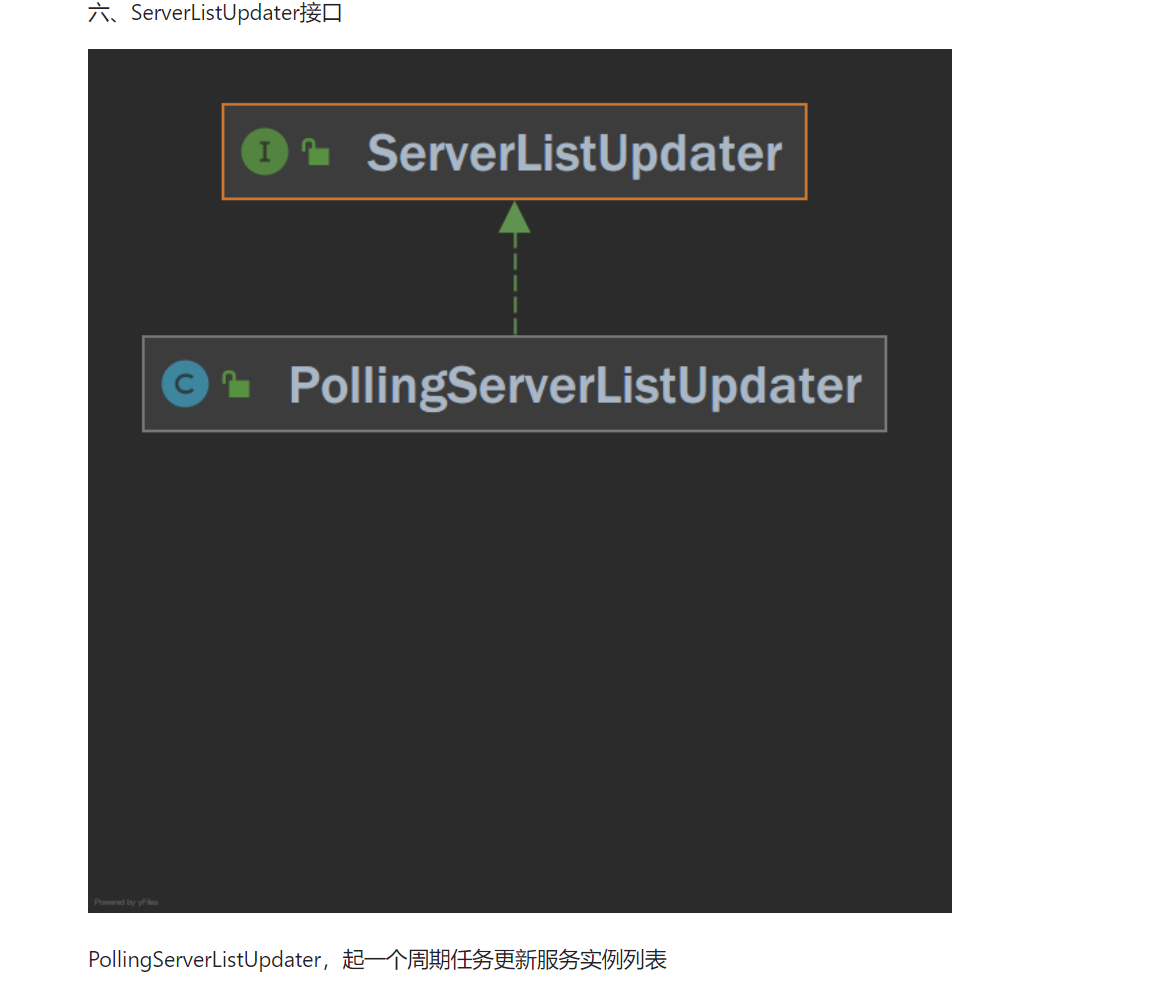 六、ServerListUpdater接口
I ServerListUpdater
C PollingServerListUpdater
Powered by yFiles
PollingServerListUpdater，起一个周期任务更新服务实例列表